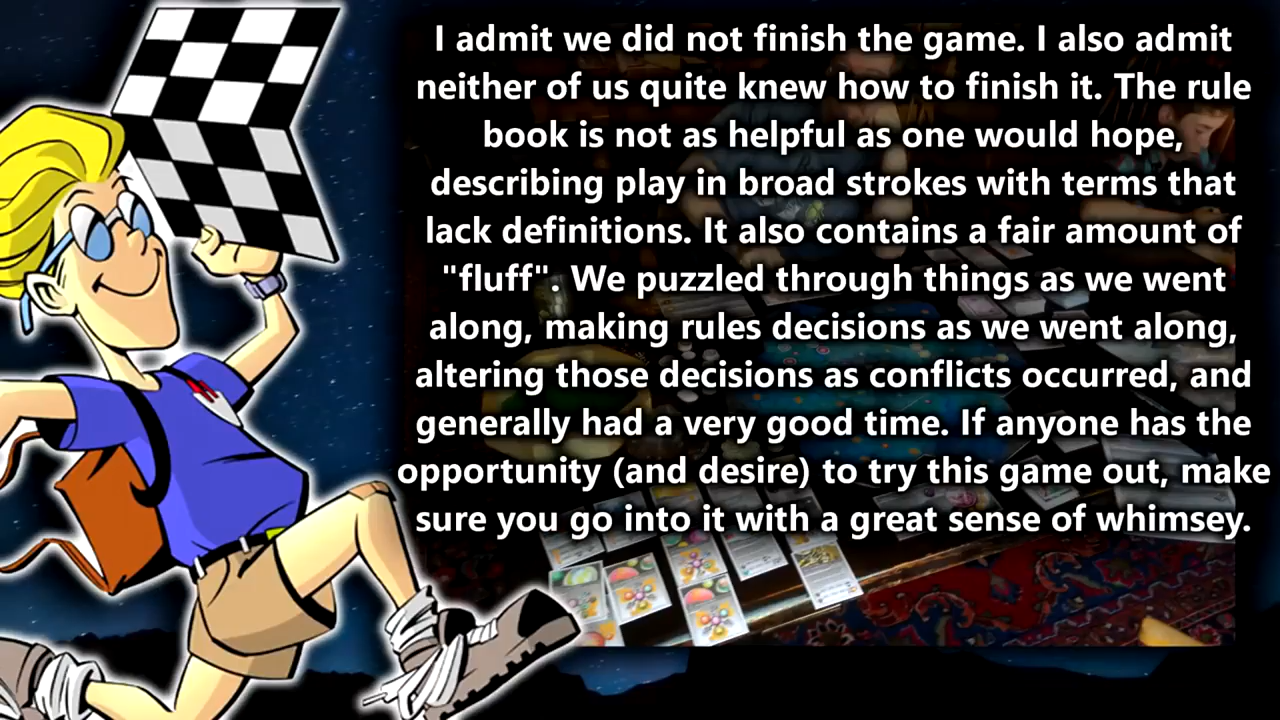 I admit we did not finish the game. I also admit
neither of us quite knew how to finish it. The rule
book is not as helpful as one would hope,
describing play in broad strokes with terms that
lack definitions. It also contains a fair amount of
"fluff". We puzzled through things as we went
along, making rules decisions as we went along,
altering those decisions as conflicts occurred, and
generally had a very good time. If anyone has the
opportunity (and desire) to try this game out, make
sure you go into it with a great sense of whimsey.